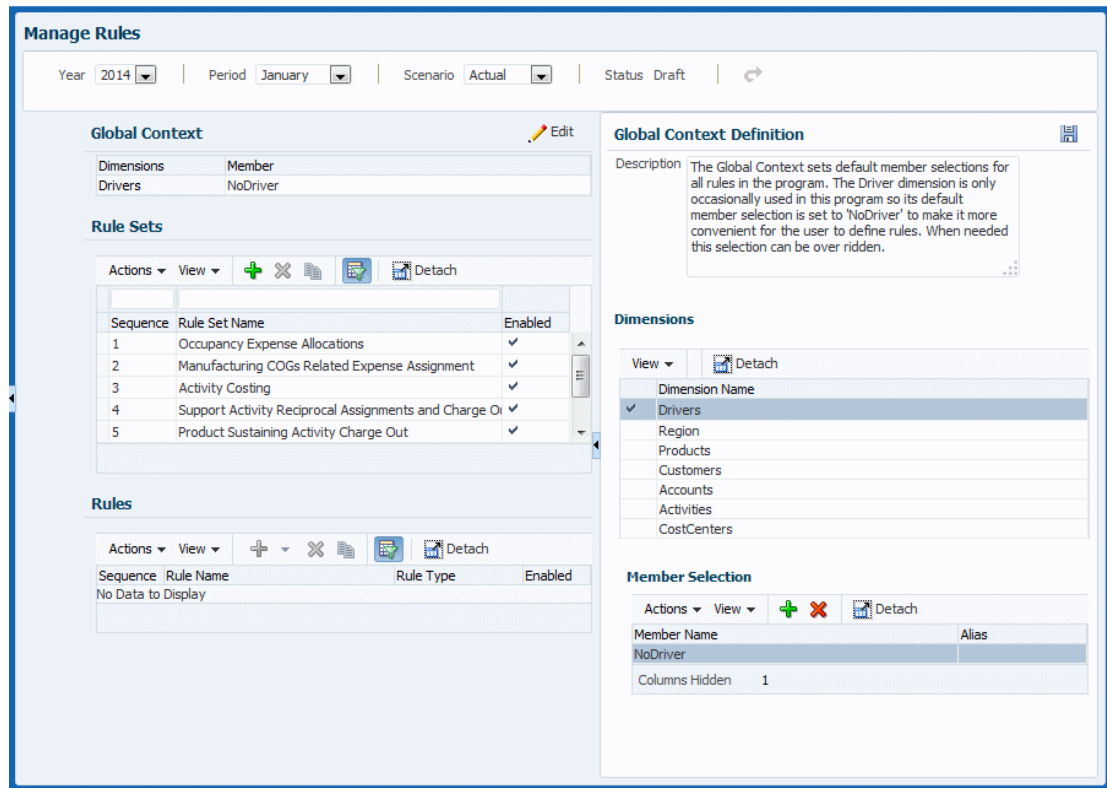 Manage Rules
Year 2014 Period January Scenario Actual Status Draft
Global Context Edit
Dimensions Member
Drivers NoDriver
Rule Sets
Actions View Detach
Sequence Rule Set Name Enabled
1 Occupancy Expense Allocations
2 Manufacturing COGs Related Expense Assignment
3 Activity Costing
4 Support Activity Reciprocal Assignments and Charge
5 Product Sustaining Activity Charge Out
Rules
Actions View Detach
Sequence Rule Name Rule Type Enabled
No Data to Display
Global Context Definition
Description The Global Context sets default member selections for
all rules in the program. The Driver dimension is only
occasionally used in this program so its default
member selection is set to 'NoDriver' to make it more
convenient for the user to define rules. When needed
this selection can be over ridden.
Dimensions
View Detach
Dimension Name
Drivers
Region
Products
Customers
Accounts
Activities
CostCenters
Member Selection
Actions View Detach
Member Name Alias
NoDriver
Columns Hidden 1